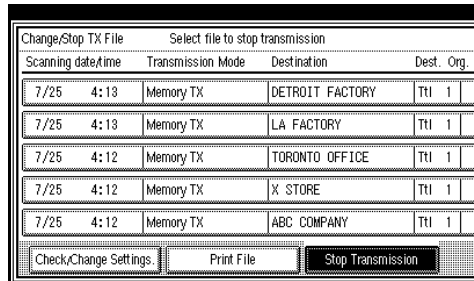 Change/Stop TX File Select file to stop transmission
Scanning date/time Transmission Mode Destination Dest. Org.
7/25 4:13 Memory TX DETROIT FACTORY Ttl 1
7/25 4:13 Memory TX LA FACTORY Ttl 1
7/25 4:12 Memory TX TORONTO OFFICE Ttl 1
7/25 4:12 Memory TX X STORE Ttl 1
7/25 4:12 Memory TX ABC COMPANY Ttl 1
Check/Change Settings. Print File Stop Transmission